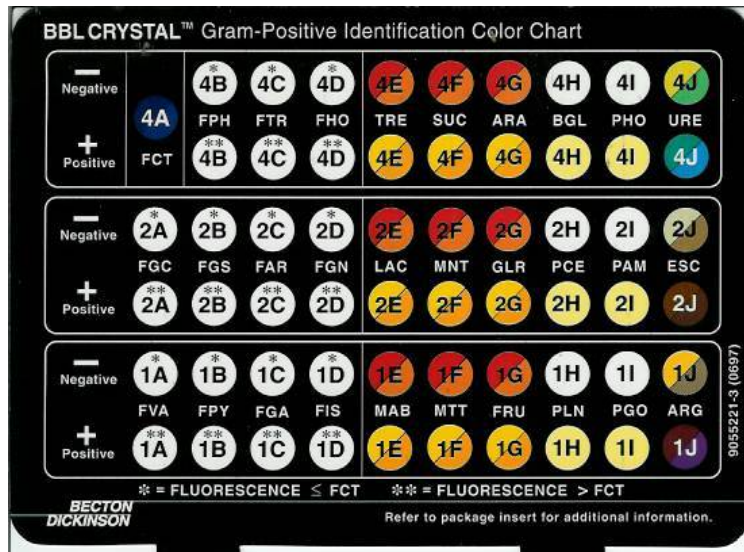 BBL CRYSTAL™ Gram-Positive Identification Color Chart
− Negative 4B* 4C* 4D* 4E 4F 4G 4H 4I 4J
4A FPH FTR FHO TRE SUC ARA BGL PHO URE
+ Positive FCT 4B** 4C** 4D** 4E 4F 4G 4H 4I 4J
− Negative 2A* 2B* 2C* 2D* 2E 2F 2G 2H 2I 2J
FGC FGS FAR FGN LAC MNT GLR PCE PAM ESC
+ Positive 2A** 2B** 2C** 2D** 2E 2F 2G 2H 2I 2J
− Negative 1A* 1B* 1C* 1D* 1E 1F 1G 1H 1I 1J
FVA FPY FGA FIS MAB MTT FRU PLN PGO ARG
+ Positive 1A** 1B** 1C** 1D** 1E 1F 1G 1H 1I 1J
9055221-3 (0697)
* = FLUORESCENCE ≤ FCT ** = FLUORESCENCE > FCT
BECTON
DICKINSON
Refer to package insert for additional information.